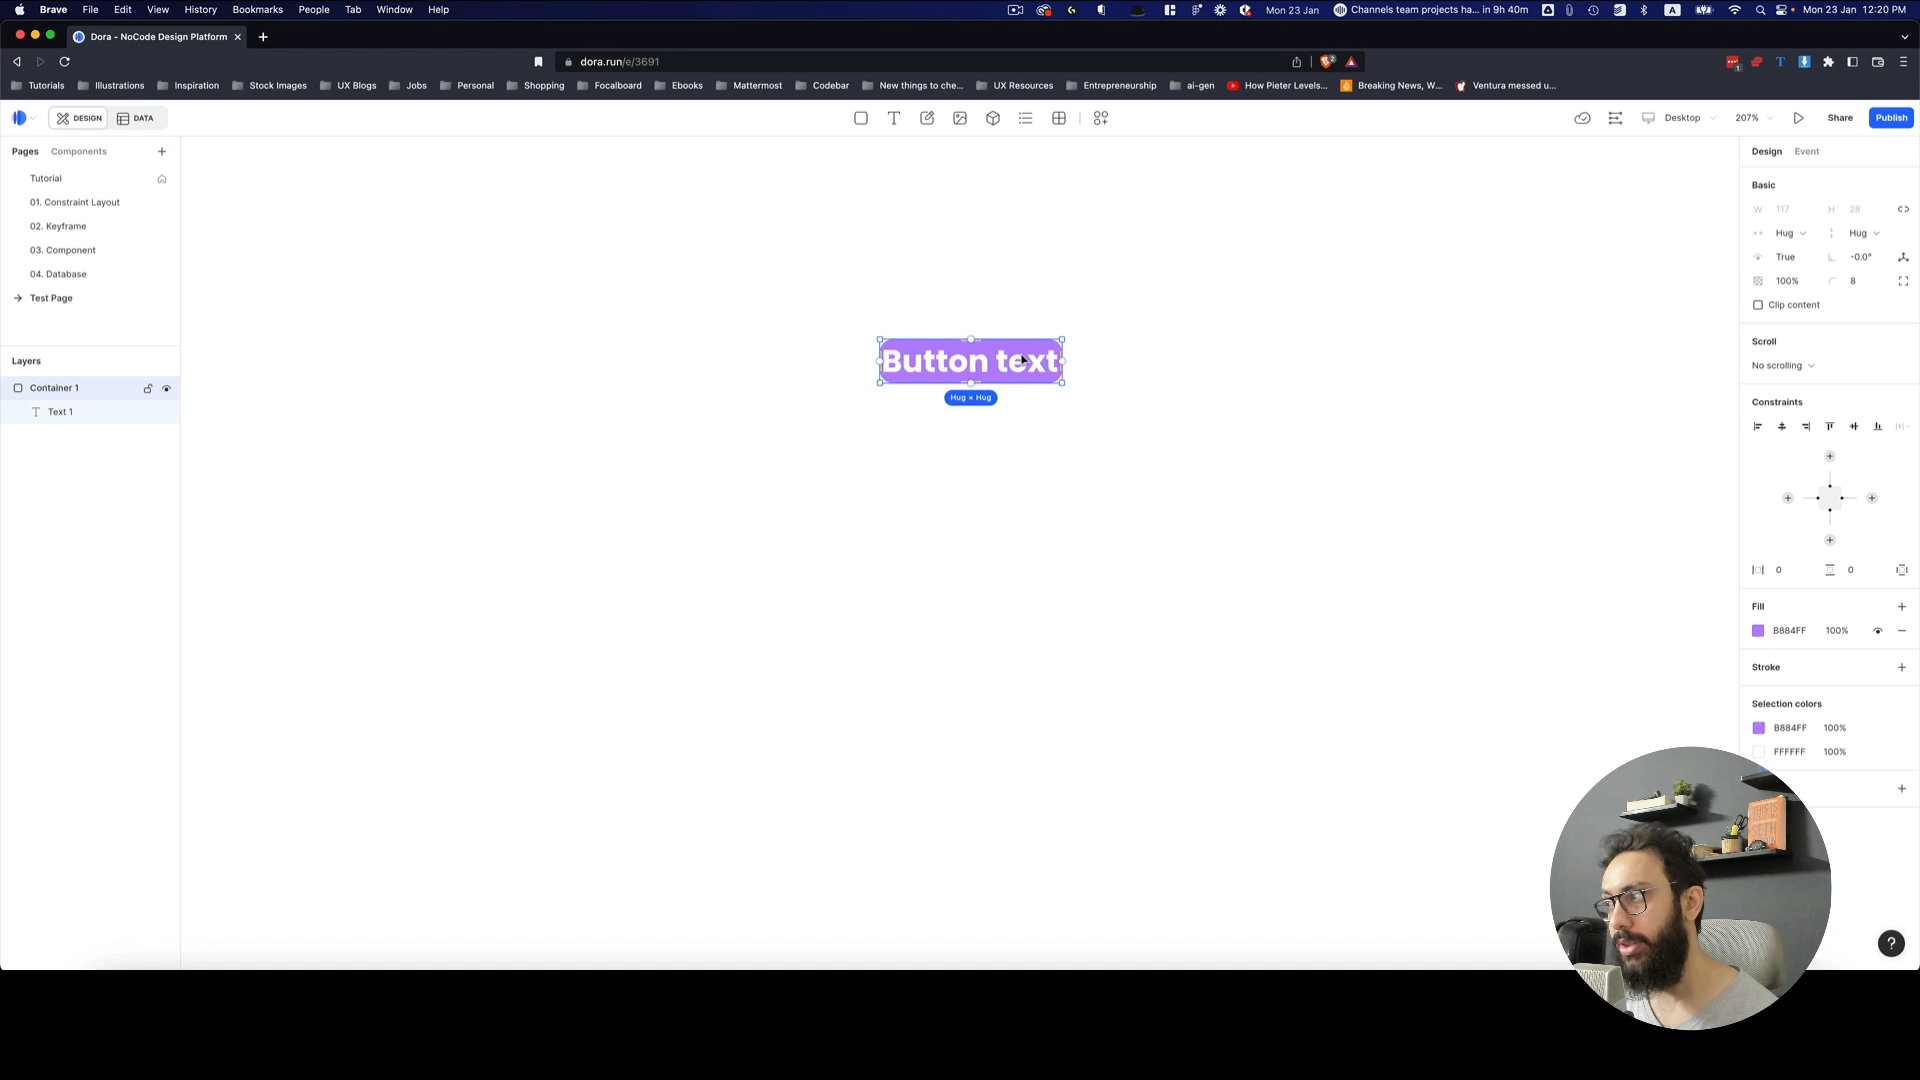 Brave File Edit View History Bookmarks People Tab Window Help Mon 23 Jan Channels team projects ha... in 9h 40m A Mon 23 Jan 12:20 PM
Dora - NoCode Design Platform
dora.run/e/3691
Tutorials Illustrations Inspiration Stock Images UX Blogs Jobs Personal Shopping Focalboard Ebooks Mattermost Codebar New things to che... UX Resources Entrepreneurship ai-gen How Pieter Levels... Breaking News, W... Ventura messed u...
DESIGN DATA Desktop 207% Share Publish
Pages Components
Tutorial
01. Constraint Layout
02. Keyframe
03. Component
04. Database
Test Page
Layers
Container 1
Text 1
Button text
Hug × Hug
Design Event
Basic
W 117 H 28
Hug Hug
True -0.0°
100% 8
Clip content
Scroll
No scrolling
Constraints
0 0
Fill
B884FF 100%
Stroke
Selection colors
B884FF 100%
FFFFFF 100%
?